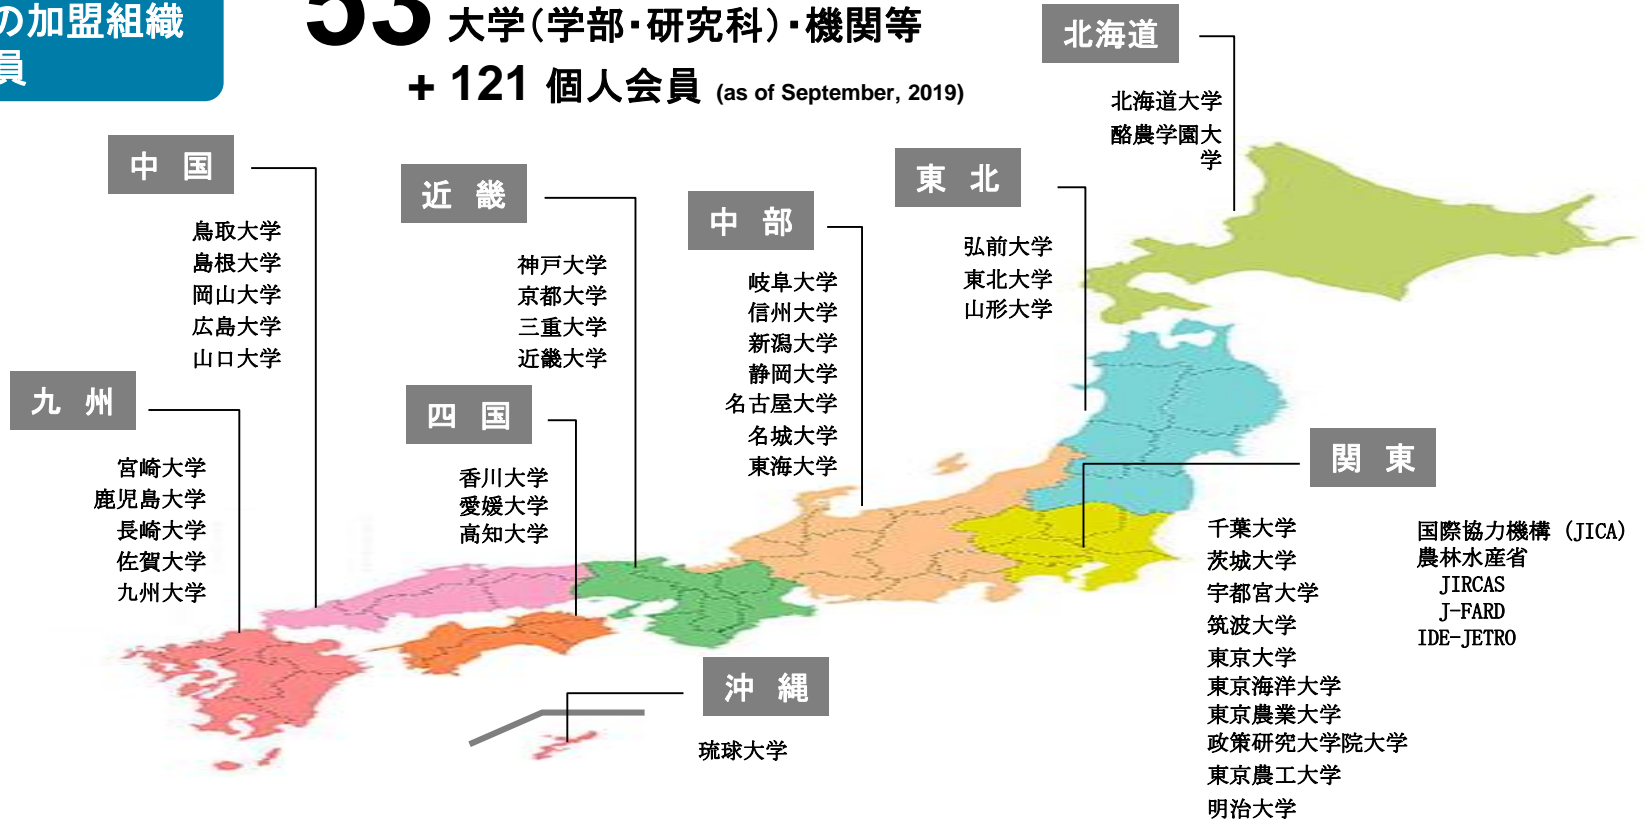 の加盟組織
員
53 大学(学部・研究科)・機関等
+ 121 個人会員 (as of September, 2019)
北海道
北海道大学
酪農学園大
学
東 北
弘前大学
東北大学
山形大学
中 部
岐阜大学
信州大学
新潟大学
静岡大学
名古屋大学
名城大学
東海大学
近 畿
神戸大学
京都大学
三重大学
近畿大学
中 国
鳥取大学
島根大学
岡山大学
広島大学
山口大学
九 州
宮崎大学
鹿児島大学
長崎大学
佐賀大学
九州大学
四 国
香川大学
愛媛大学
高知大学
沖 縄
琉球大学
関 東
千葉大学
茨城大学
宇都宮大学
筑波大学
東京大学
東京海洋大学
東京農業大学
政策研究大学院大学
東京農工大学
明治大学
国際協力機構 (JICA)
農林水産省
JIRCAS
J-FARD
IDE-JETRO